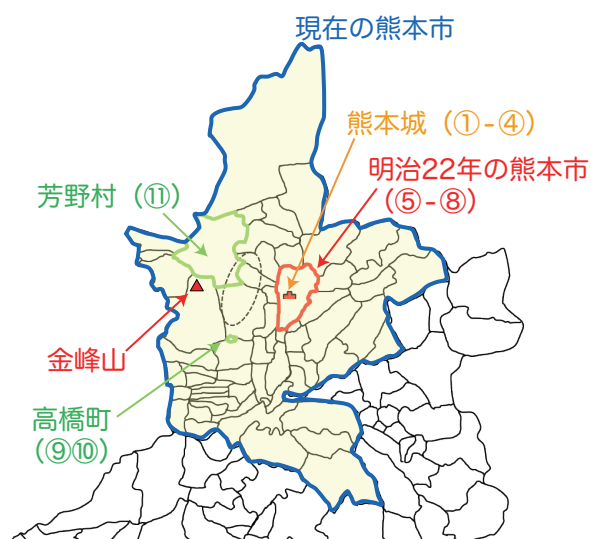 現在の熊本市
熊本城（①-④）
明治22年の熊本市
（⑤-⑧）
芳野村（⑪）
金峰山
高橋町
（⑨⑩）